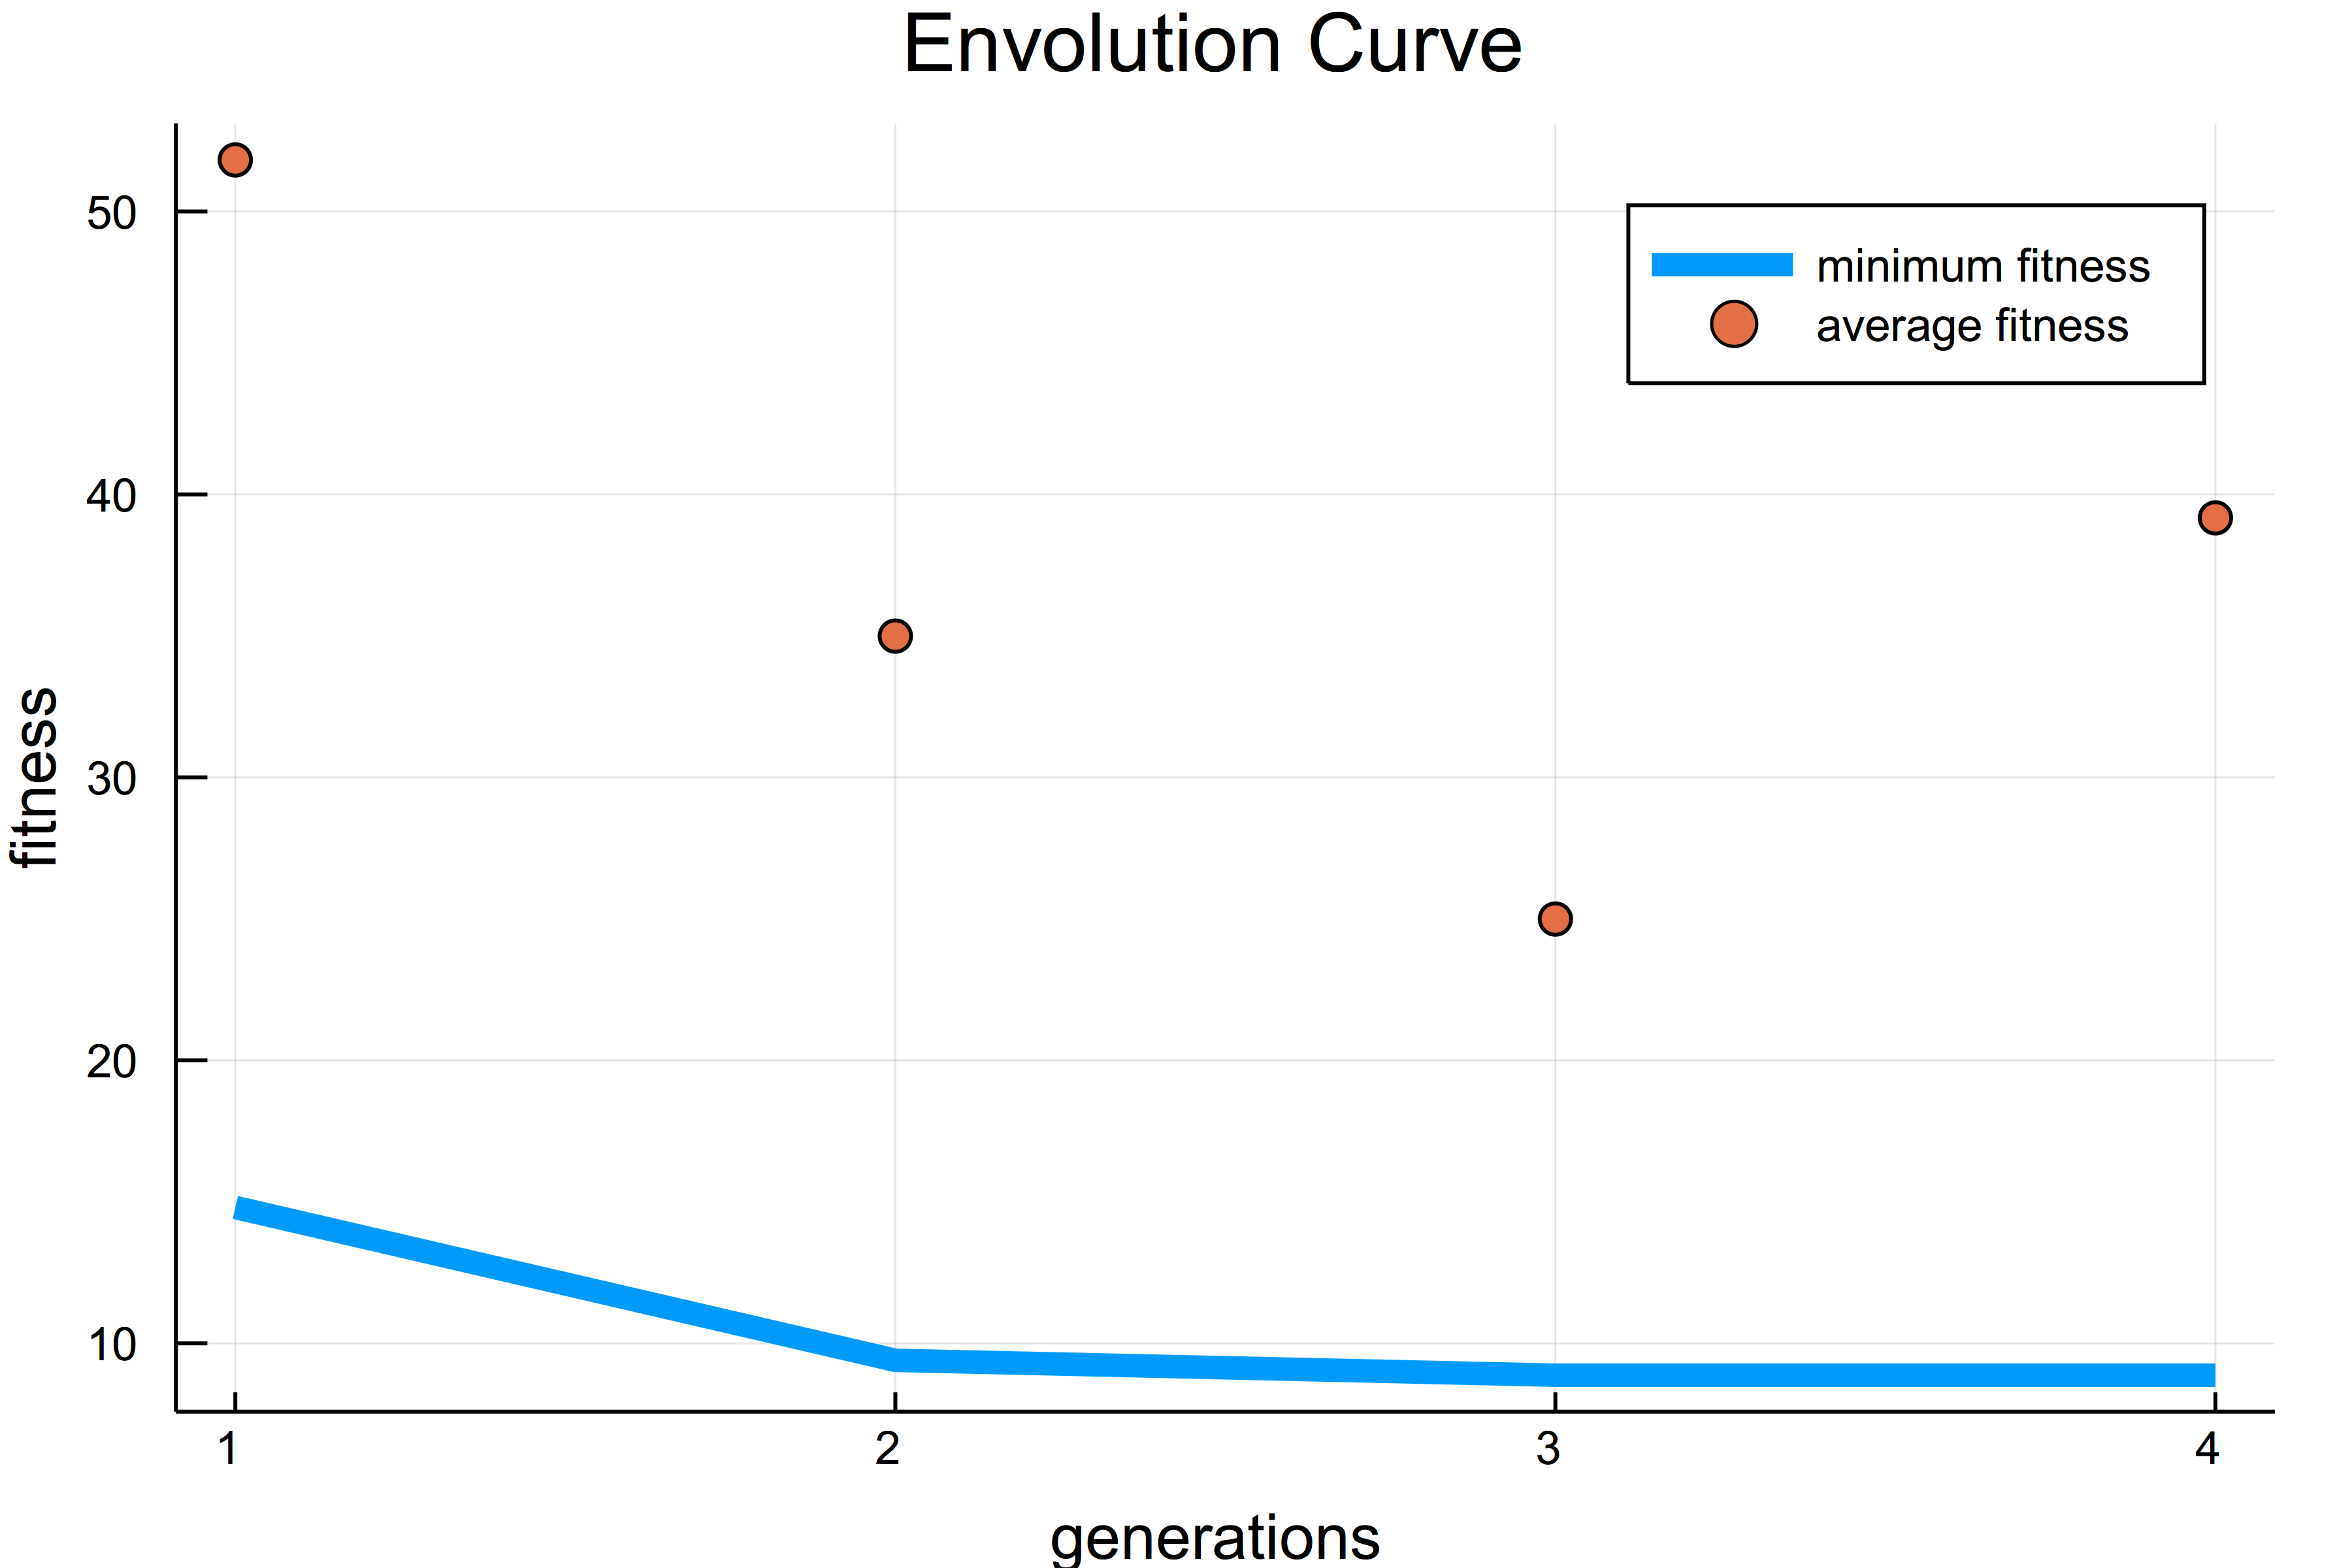 Envolution Curve
50
40
30
20
10
fitness
minimum fitness
average fitness
1 2 3 4
generations